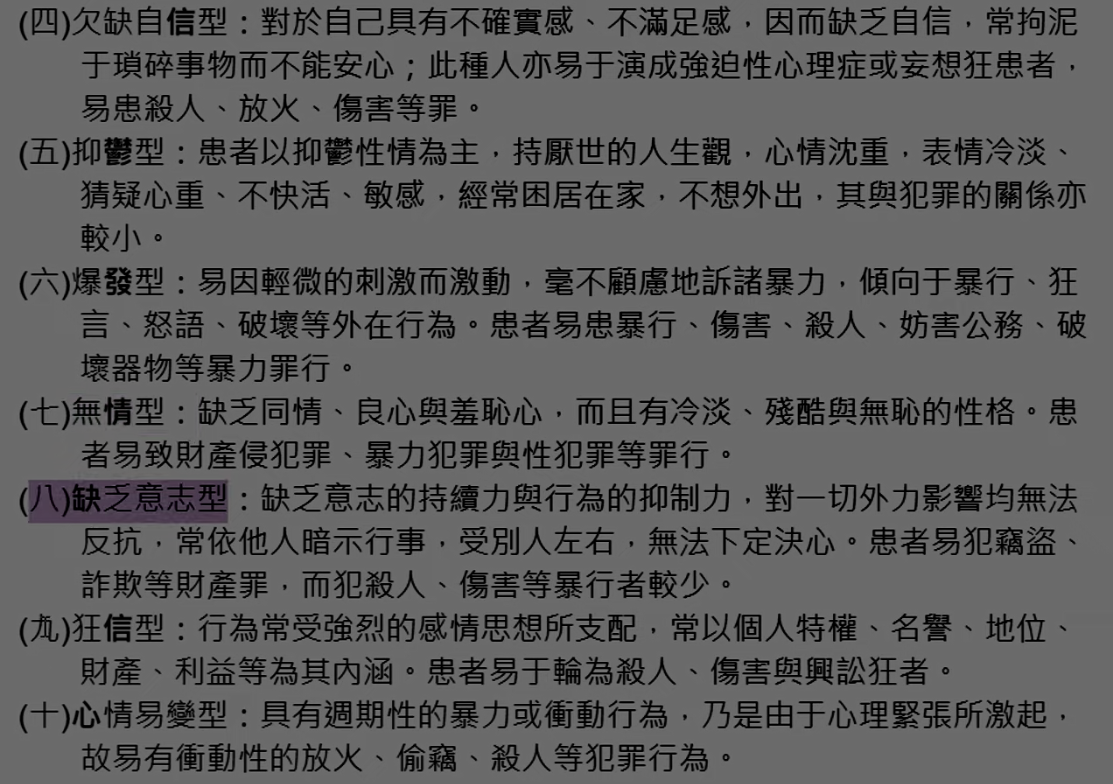 (四)欠缺自信型：對於自己具有不確實感、不滿足感，因而缺乏自信，常拘泥
于瑣碎事物而不能安心；此種人亦易于演成強迫性心理症或妄想狂患者，
易患殺人、放火、傷害等罪。
(五)抑鬱型：患者以抑鬱性情為主，持厭世的人生觀，心情沈重，表情冷淡、
猜疑心重、不快活、敏感，經常困居在家，不想外出，其與犯罪的關係亦
較小。
(六)爆發型：易因輕微的刺激而激動，毫不顧慮地訴諸暴力，傾向于暴行、狂
言、怒語、破壞等外在行為。患者易患暴行、傷害、殺人、妨害公務、破
壞器物等暴力罪行。
(七)無情型：缺乏同情、良心與羞恥心，而且有冷淡、殘酷與無恥的性格。患
者易致財產侵犯罪、暴力犯罪與性犯罪等罪行。
(八)缺乏意志型：缺乏意志的持續力與行為的抑制力，對一切外力影響均無法
反抗，常依他人暗示行事，受別人左右，無法下定決心。患者易犯竊盜、
詐欺等財產罪，而犯殺人、傷害等暴行者較少。
(九)狂信型：行為常受強烈的感情思想所支配，常以個人特權、名譽、地位、
財產、利益等為其內涵。患者易于輪為殺人、傷害與興訟狂者。
(十)心情易變型：具有週期性的暴力或衝動行為，乃是由于心理緊張所激起，
故易有衝動性的放火、偷竊、殺人等犯罪行為。